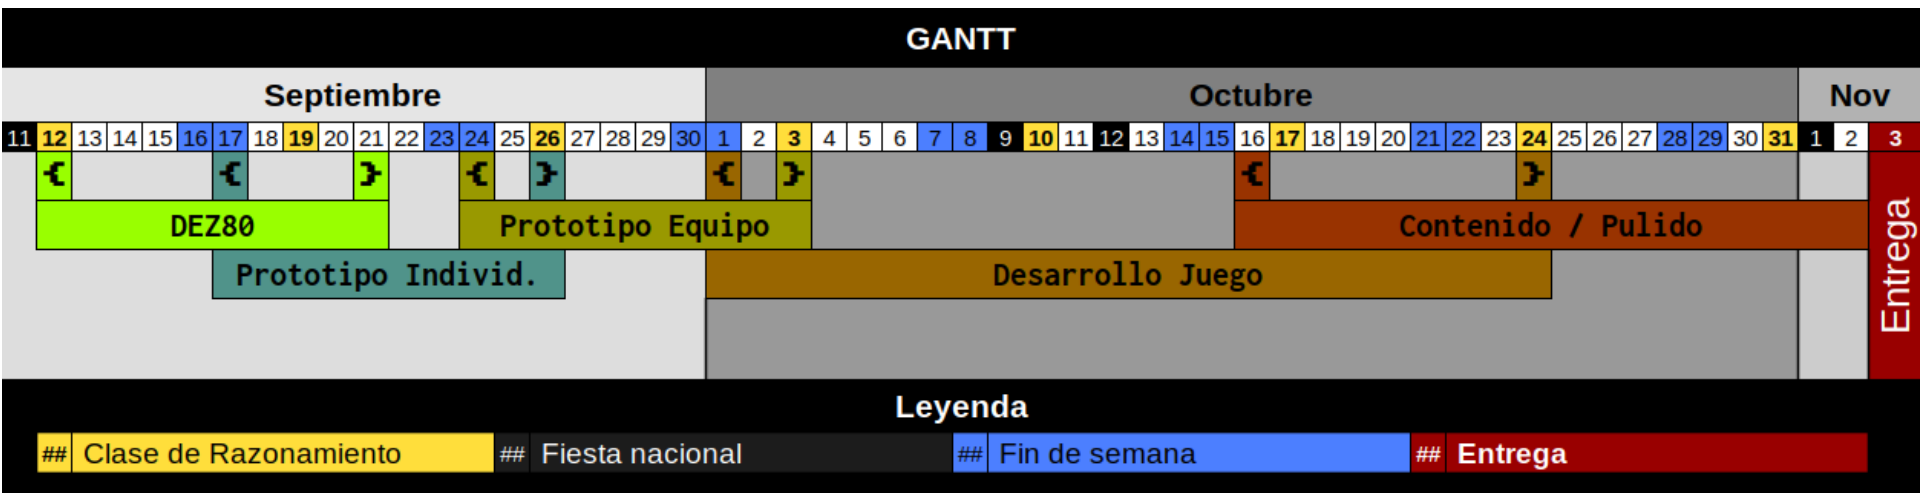 GANTT
Septiembre Octubre Nov
11 12 13 14 15 16 17 18 19 20 21 22 23 24 25 26 27 28 29 30 1 2 3 4 5 6 7 8 9 10 11 12 13 14 15 16 17 18 19 20 21 22 23 24 25 26 27 28 29 30 31 1 2 3
{ { } { } { } { }
DEZ80 Prototipo Equipo Contenido / Pulido
Prototipo Individ. Desarrollo Juego
Entrega
Leyenda
## Clase de Razonamiento ## Fiesta nacional ## Fin de semana ## Entrega